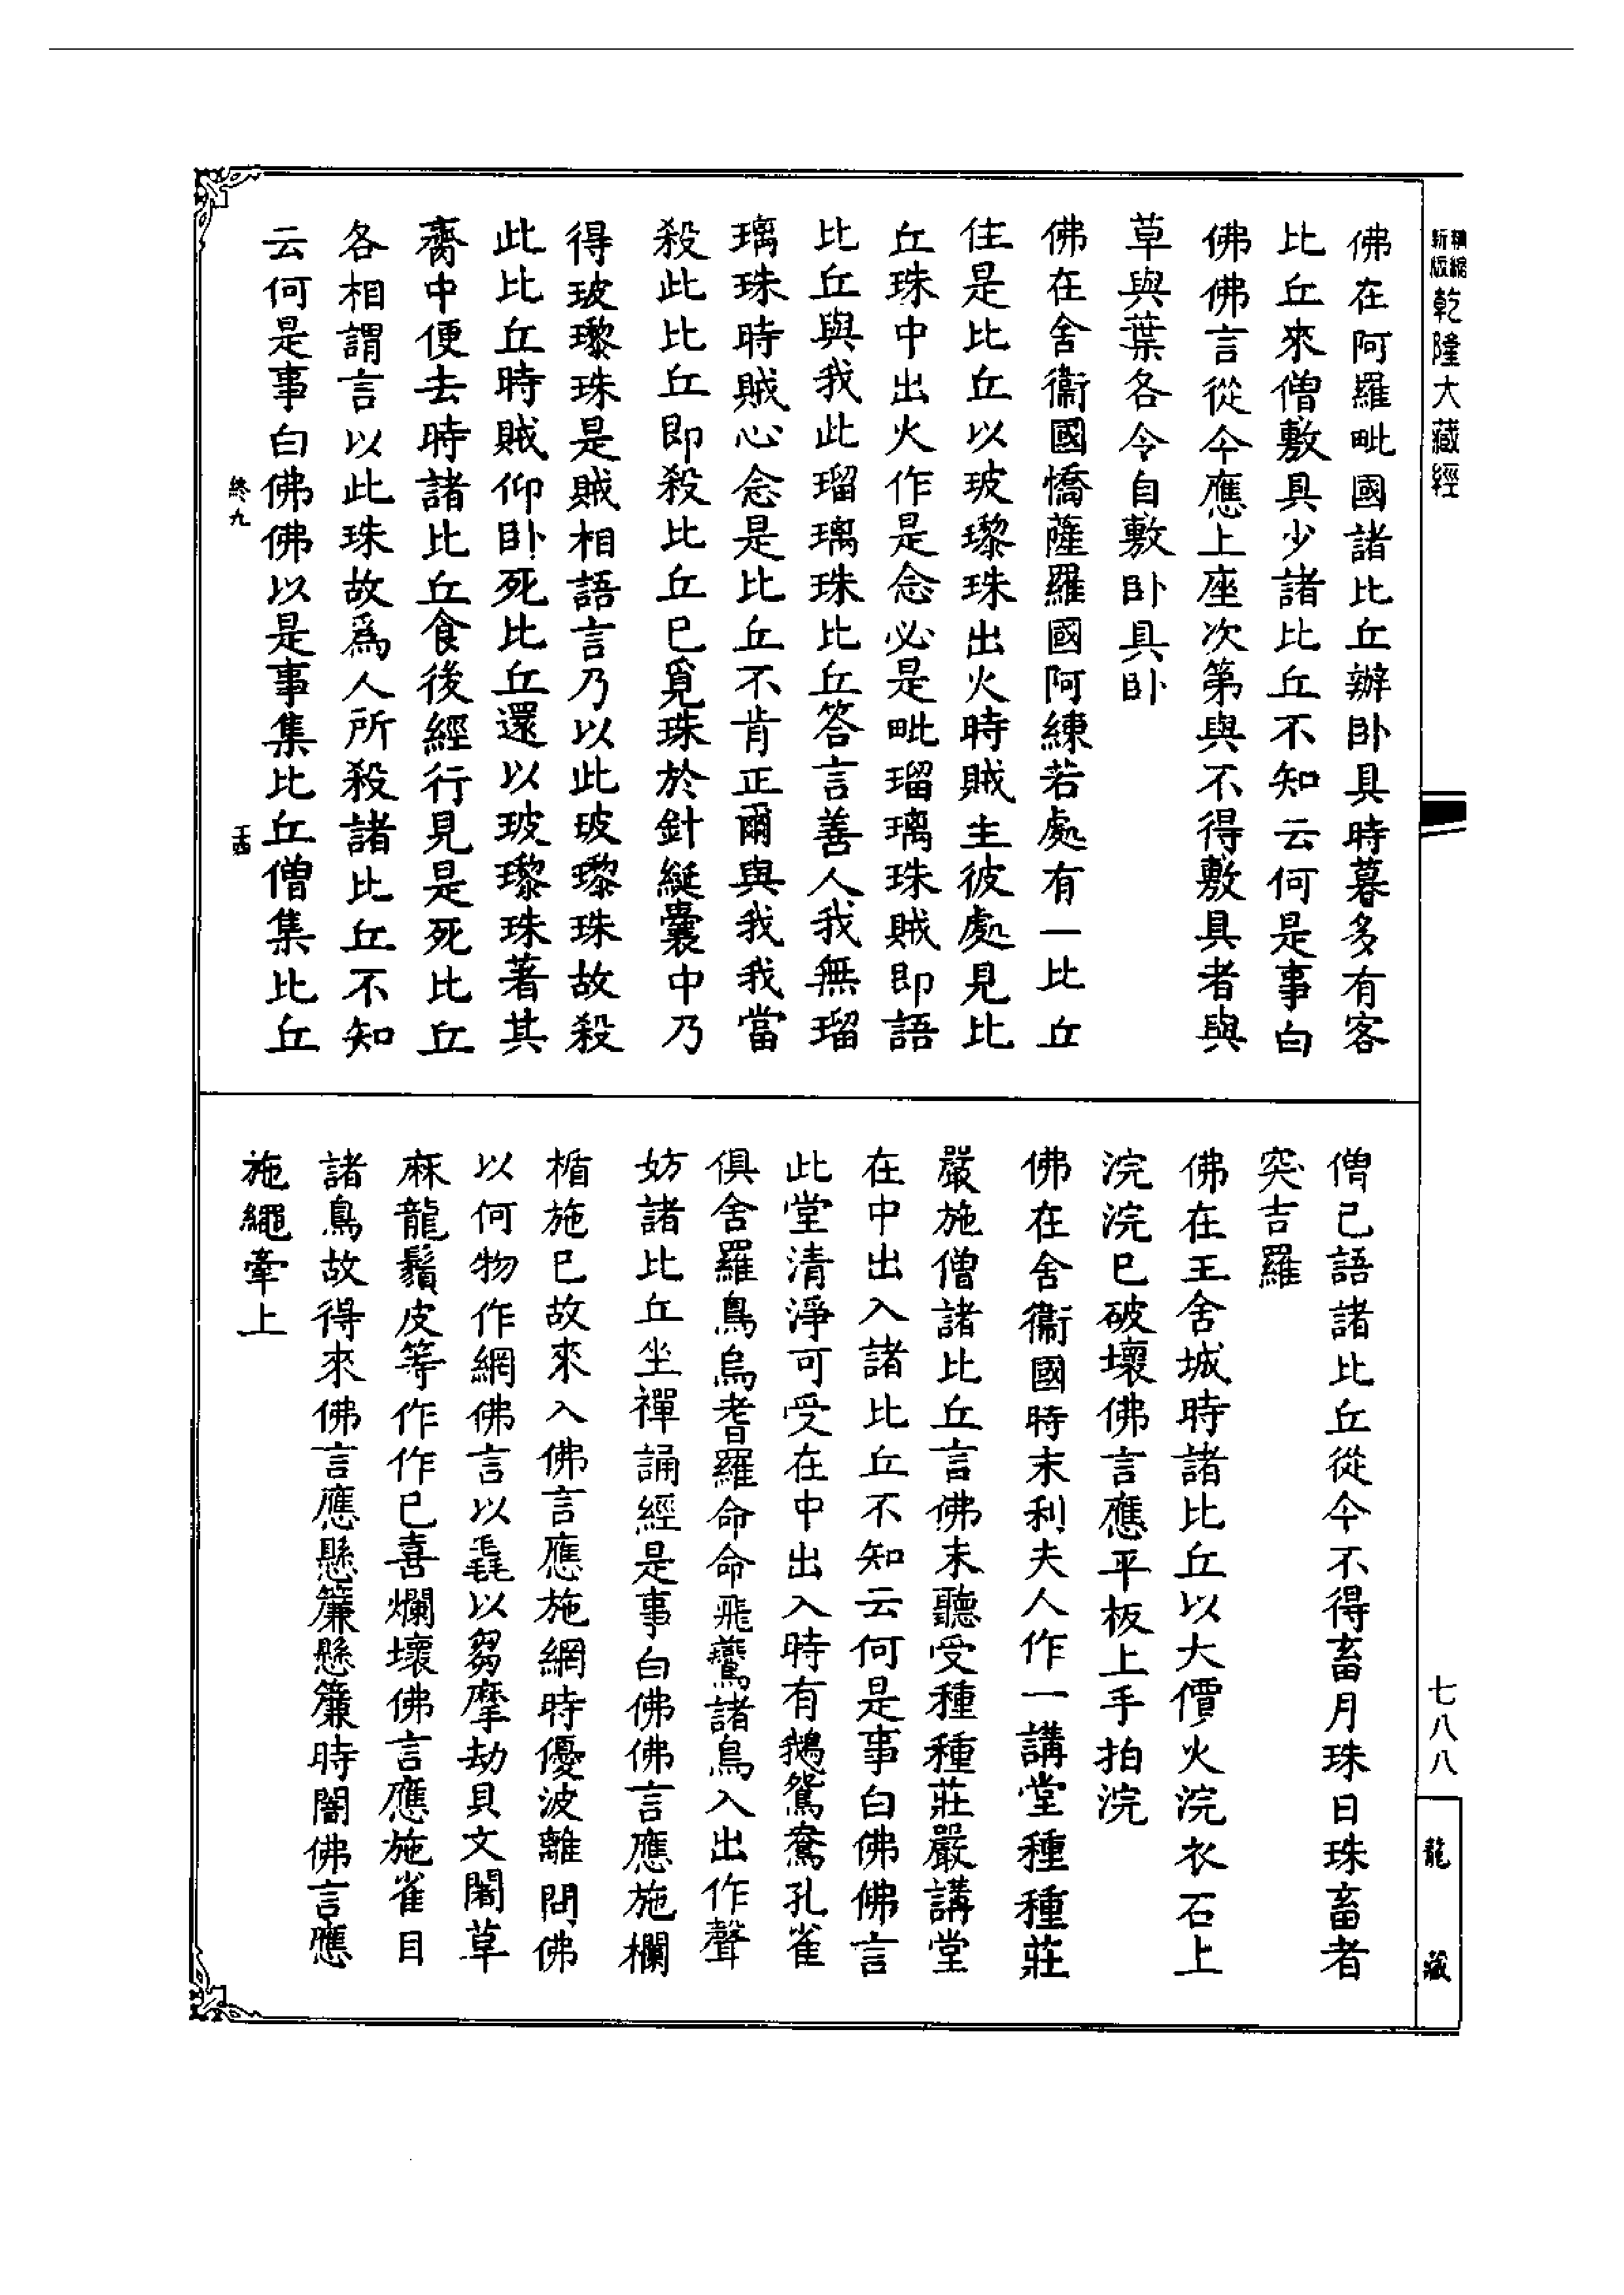 精縮新版乾隆大藏經
佛在阿羅毗國諸比丘辦卧具時暮多有客
比丘來僧敷具少諸比丘不知云何是事白
佛佛言從今應上座次第與不得敷具者與
草與葉各令自敷卧具卧
佛在舍衞國憍薩羅國阿練若處有一比丘
住是比丘以玻瓈珠出火時賊主彼處見比
丘珠中出火作是念必是毗瑠璃珠賊即語
比丘與我此瑠璃珠比丘答言善人我無瑠
璃珠時賊心念是比丘不肯正爾與我我當
殺此比丘即殺比丘已覓珠於針綖囊中乃
得玻瓈珠是賊相語言乃以此玻瓈珠故殺
此比丘時賊仰卧死比丘還以玻瓈珠著其
臍中便去時諸比丘食後經行見是死比丘
各相謂言以此珠故爲人所殺諸比丘不知
云何是事白佛佛以是事集比丘僧集比丘
終九
僧已語諸比丘從今不得畜月珠日珠畜者
突吉羅
佛在王舍城時諸比丘以大價火浣衣石上
浣浣已破壞佛言應平板上手拍浣
佛在舍衞國時末利夫人作一講堂種種莊
嚴施僧諸比丘言佛未聽受種種莊嚴講堂
在中出入諸比丘不知云何是事白佛佛言
此堂清淨可受在中出入時有鵝鴛鴦孔雀
俱舍羅鳥烏耆羅命命飛鷖諸鳥入出作聲
妨諸比丘坐禪誦經是事白佛佛言應施欄
楯施已故來入佛言應施網時優波離問佛
以何物作網佛言以毳以芻摩劫貝文闍草
麻龍鬚皮等作作已喜爛壞佛言應施雀目
諸鳥故得來佛言應懸簾懸簾時闇佛言應
施繩牽上
七八八
龍藏